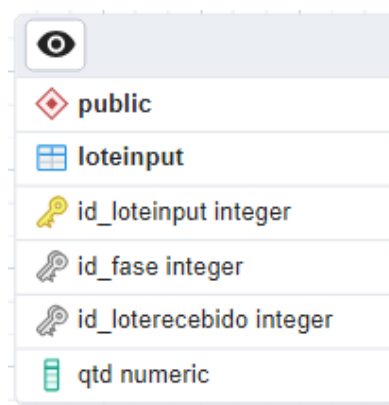 public
loteinput
id_loteinput integer
id_fase integer
id_loterecebido integer
qtd numeric